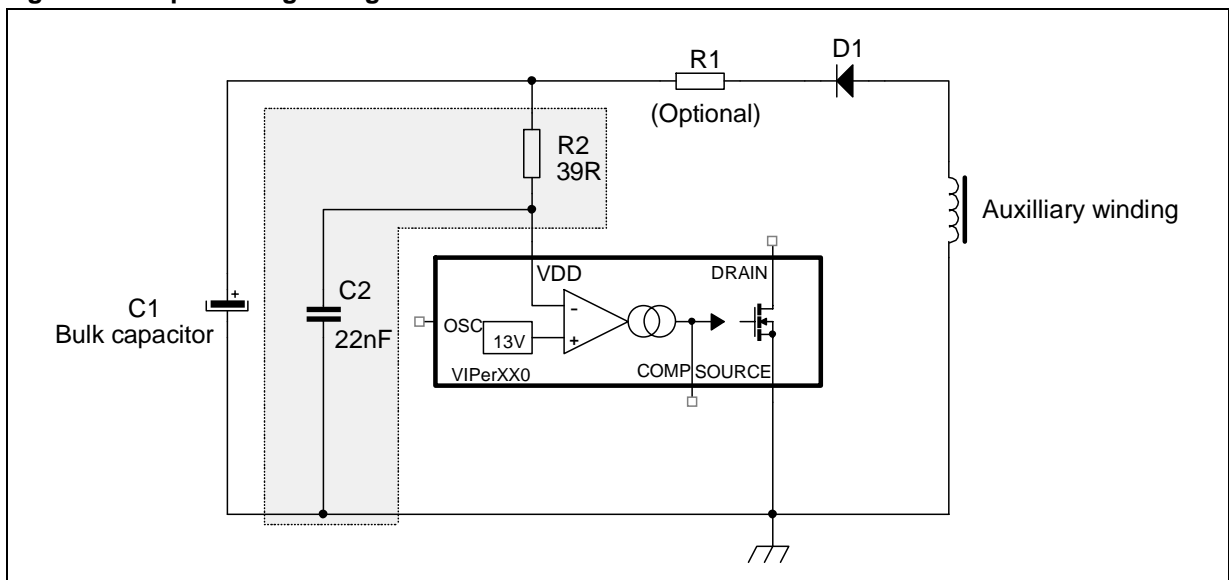 D1
R1
(Optional)
R2
39R
Auxilliary winding
VDD
DRAIN
C1
Bulk capacitor
+
C2
22nF
OSC
13V
-
+
VIPerXX0
COMP
SOURCE